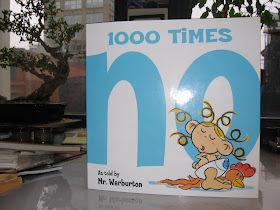 1000 TIMES
no
As told by
Mr. Warburton